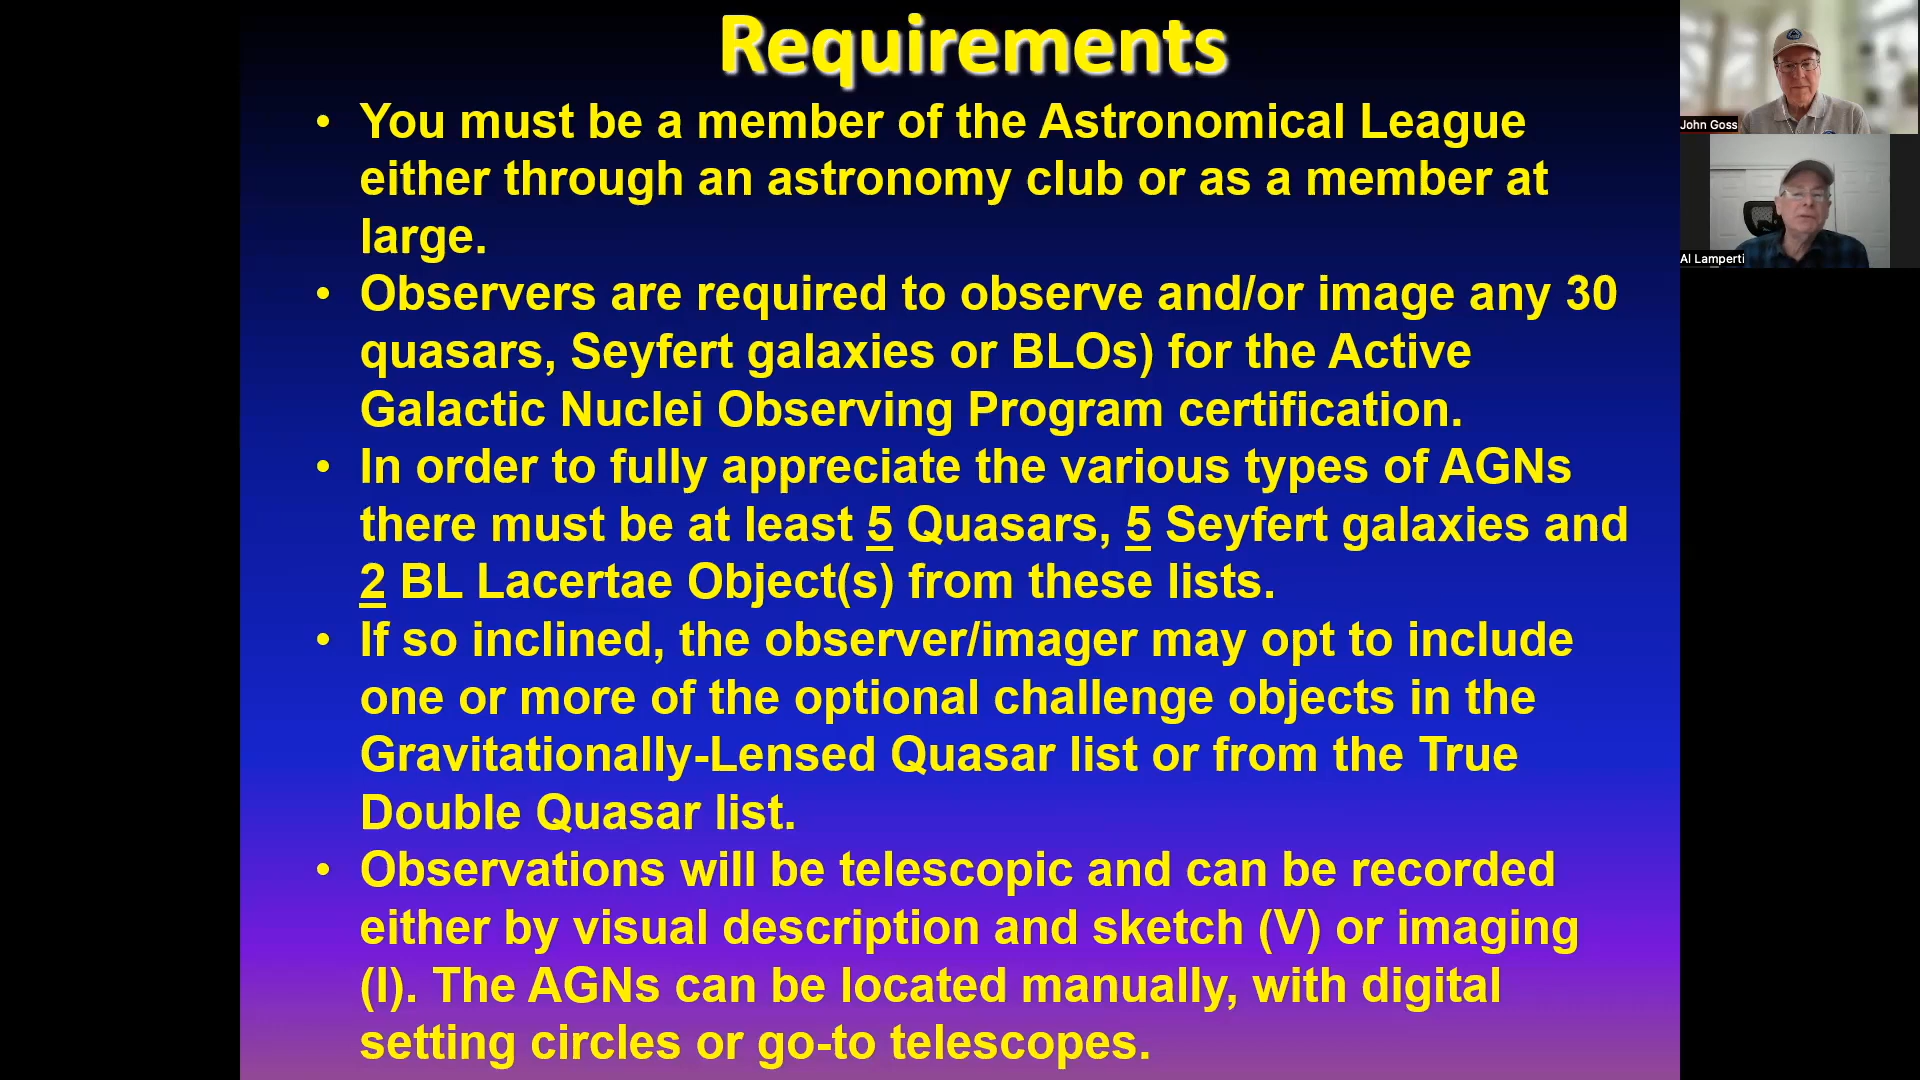 Requirements
• You must be a member of the Astronomical League
either through an astronomy club or as a member at
large.
• Observers are required to observe and/or image any 30
quasars, Seyfert galaxies or BLOs) for the Active
Galactic Nuclei Observing Program certification.
• In order to fully appreciate the various types of AGNs
there must be at least 5 Quasars, 5 Seyfert galaxies and
2 BL Lacertae Object(s) from these lists.
• If so inclined, the observer/imager may opt to include
one or more of the optional challenge objects in the
Gravitationally-Lensed Quasar list or from the True
Double Quasar list.
• Observations will be telescopic and can be recorded
either by visual description and sketch (V) or imaging
(I). The AGNs can be located manually, with digital
setting circles or go-to telescopes.
John Goss
Al Lamperti